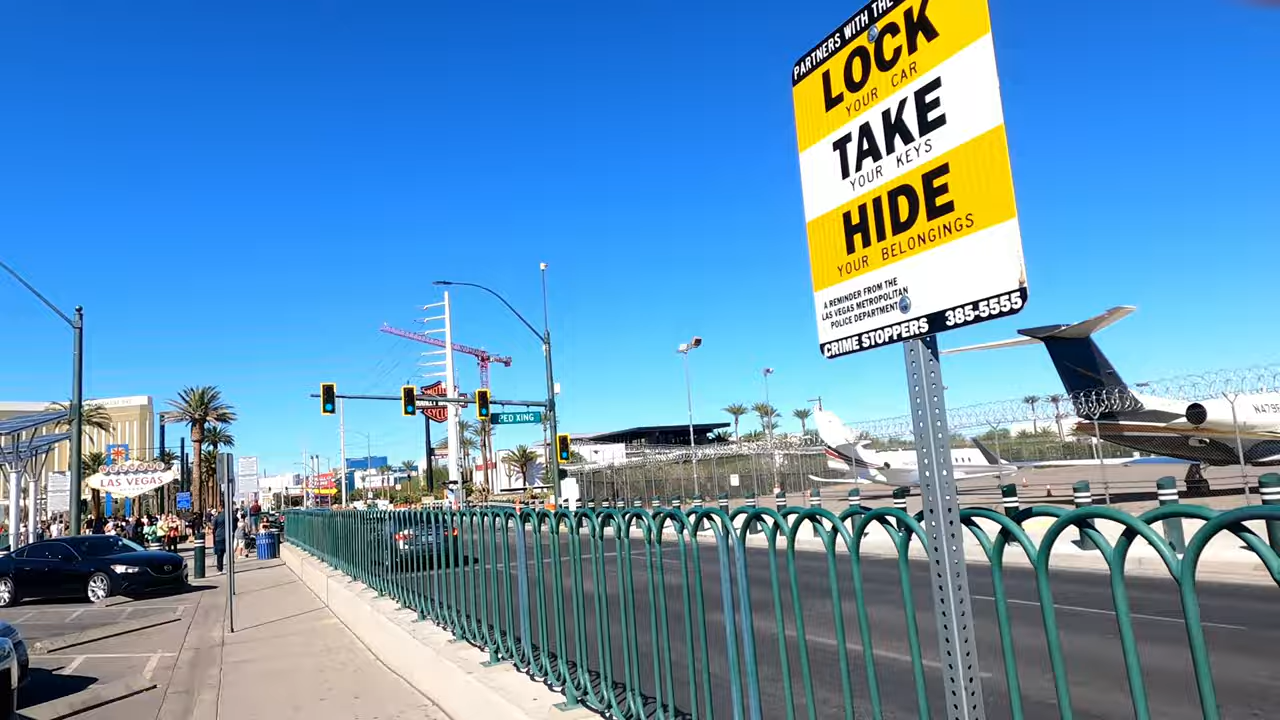 PARTNERS WITH THE
LOCK
YOUR CAR
TAKE
YOUR KEYS
HIDE
YOUR BELONGINGS
A REMINDER FROM THE
LAS VEGAS METROPOLITAN
POLICE DEPARTMENT
CRIME STOPPERS 385-5555
PED XING
LAS VEGAS